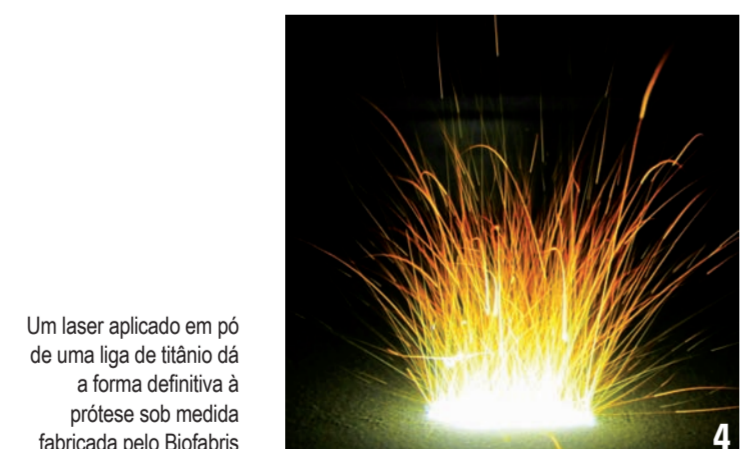 Um laser aplicado em pó
de uma liga de titânio dá
a forma definitiva à
prótese sob medida
fabricada pelo Biofabris
4